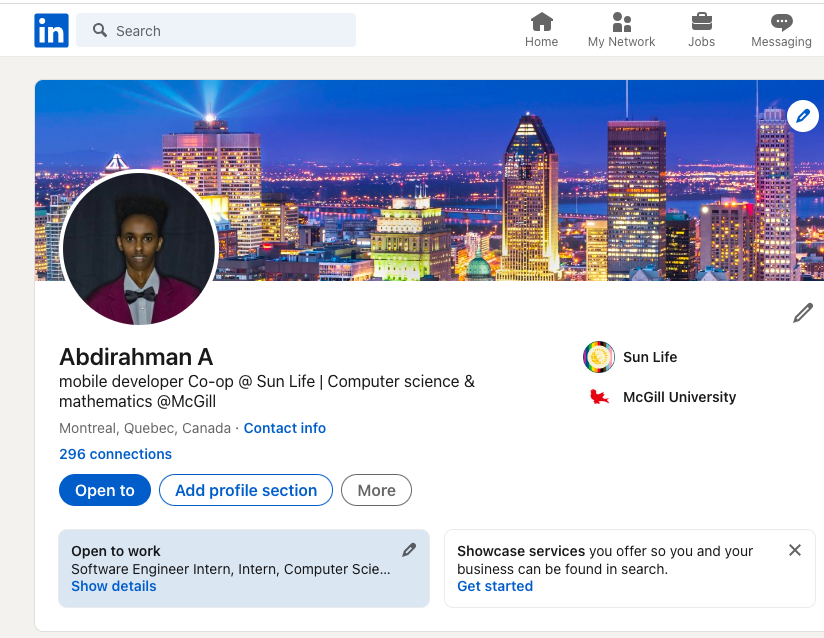 in
Search
Home
My Network
Jobs
Messaging
Abdirahman A
mobile developer Co-op @ Sun Life | Computer science &
mathematics @McGill
Montreal, Quebec, Canada · Contact info
296 connections
Sun Life
McGill University
Open to
Add profile section
More
Open to work
Software Engineer Intern, Intern, Computer Scie...
Show details
Showcase services you offer so you and your
business can be found in search.
Get started